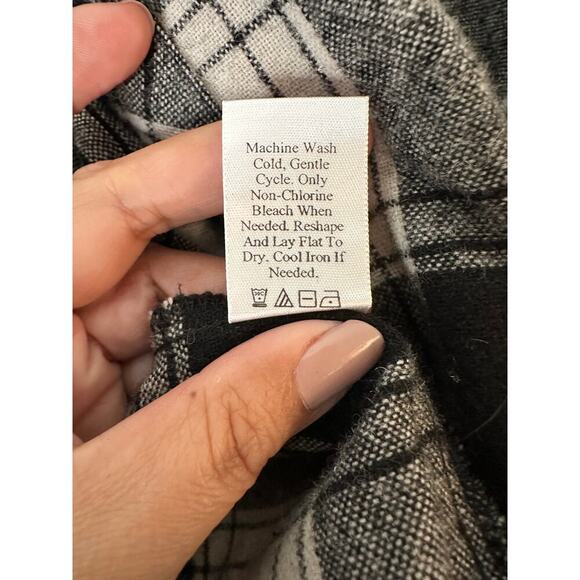 Machine Wash
Cold, Gentle
Cycle. Only
Non-Chlorine
Bleach When
Needed. Reshape
And Lay Flat To
Dry. Cool Iron If
Needed.
30C